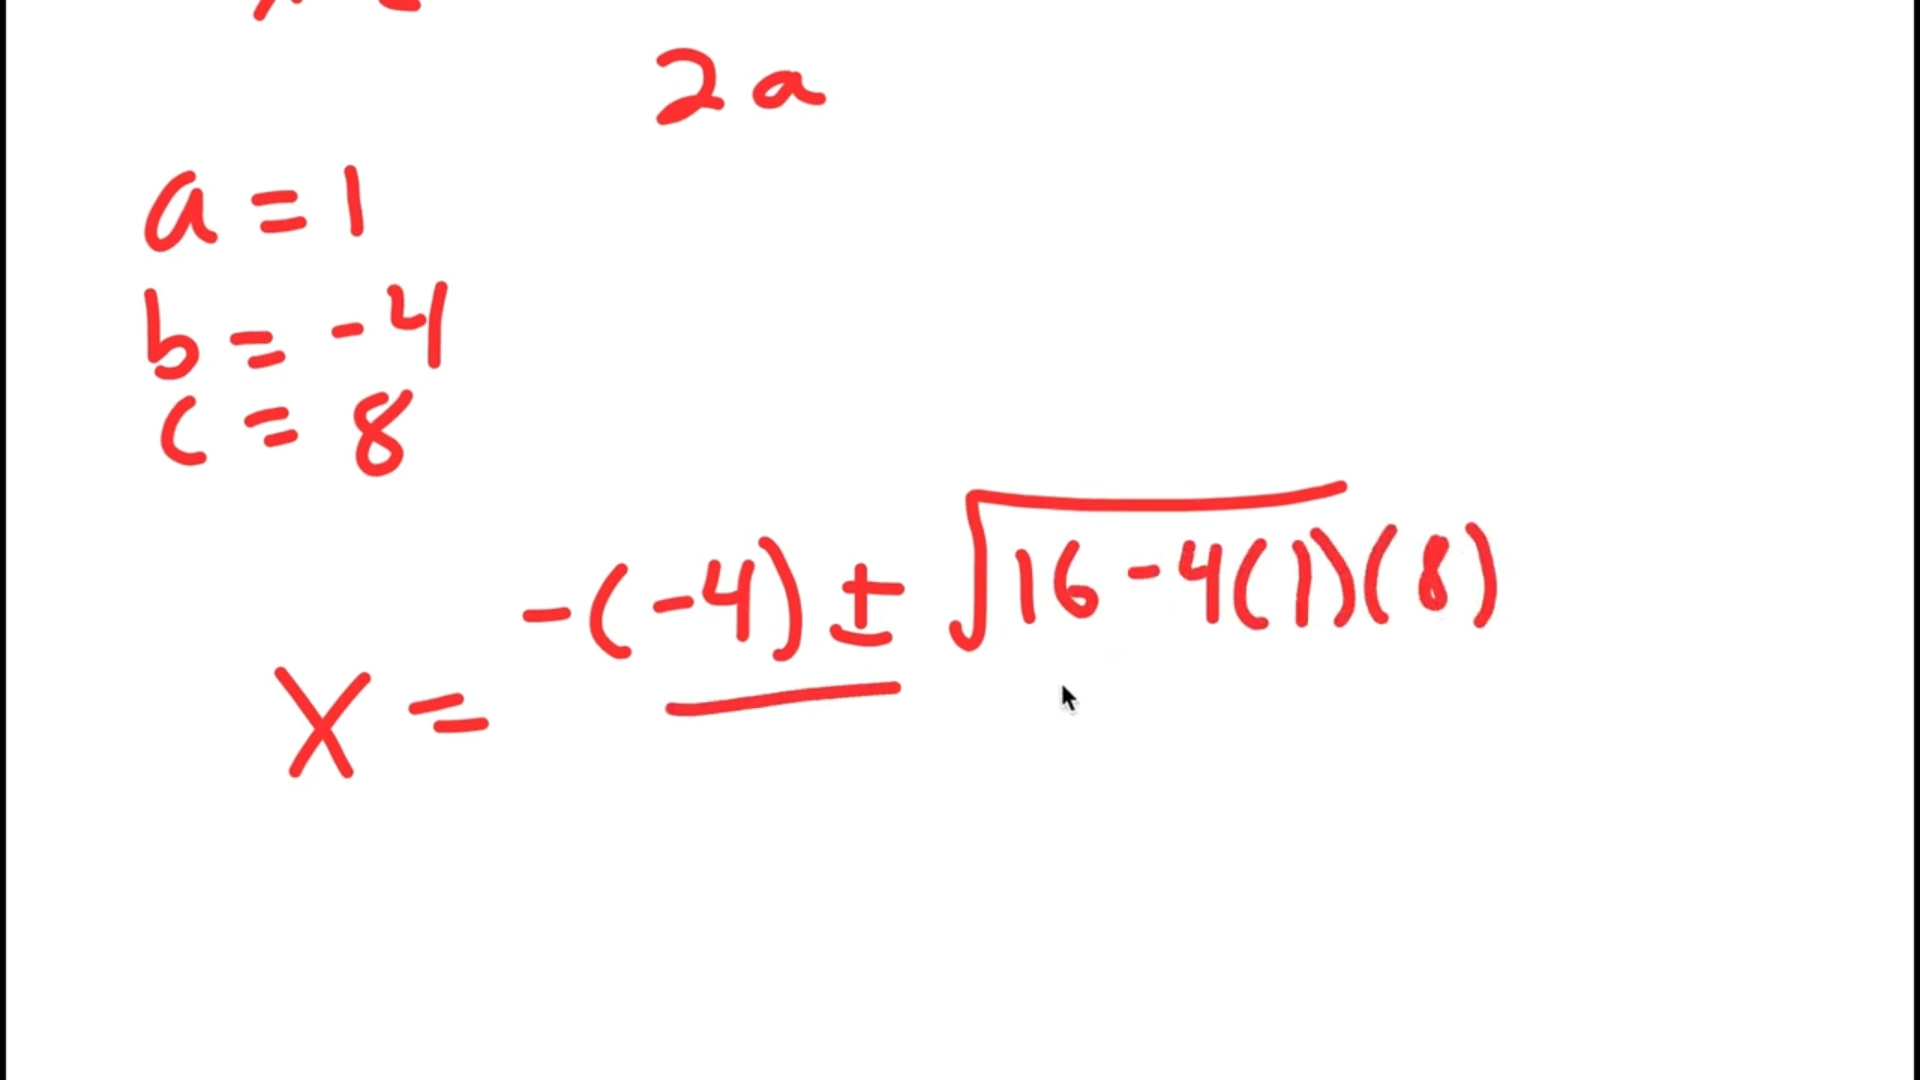 2a
a = 1
b = -4
c = 8
x = -(-4) ± √16-4(1)(8)